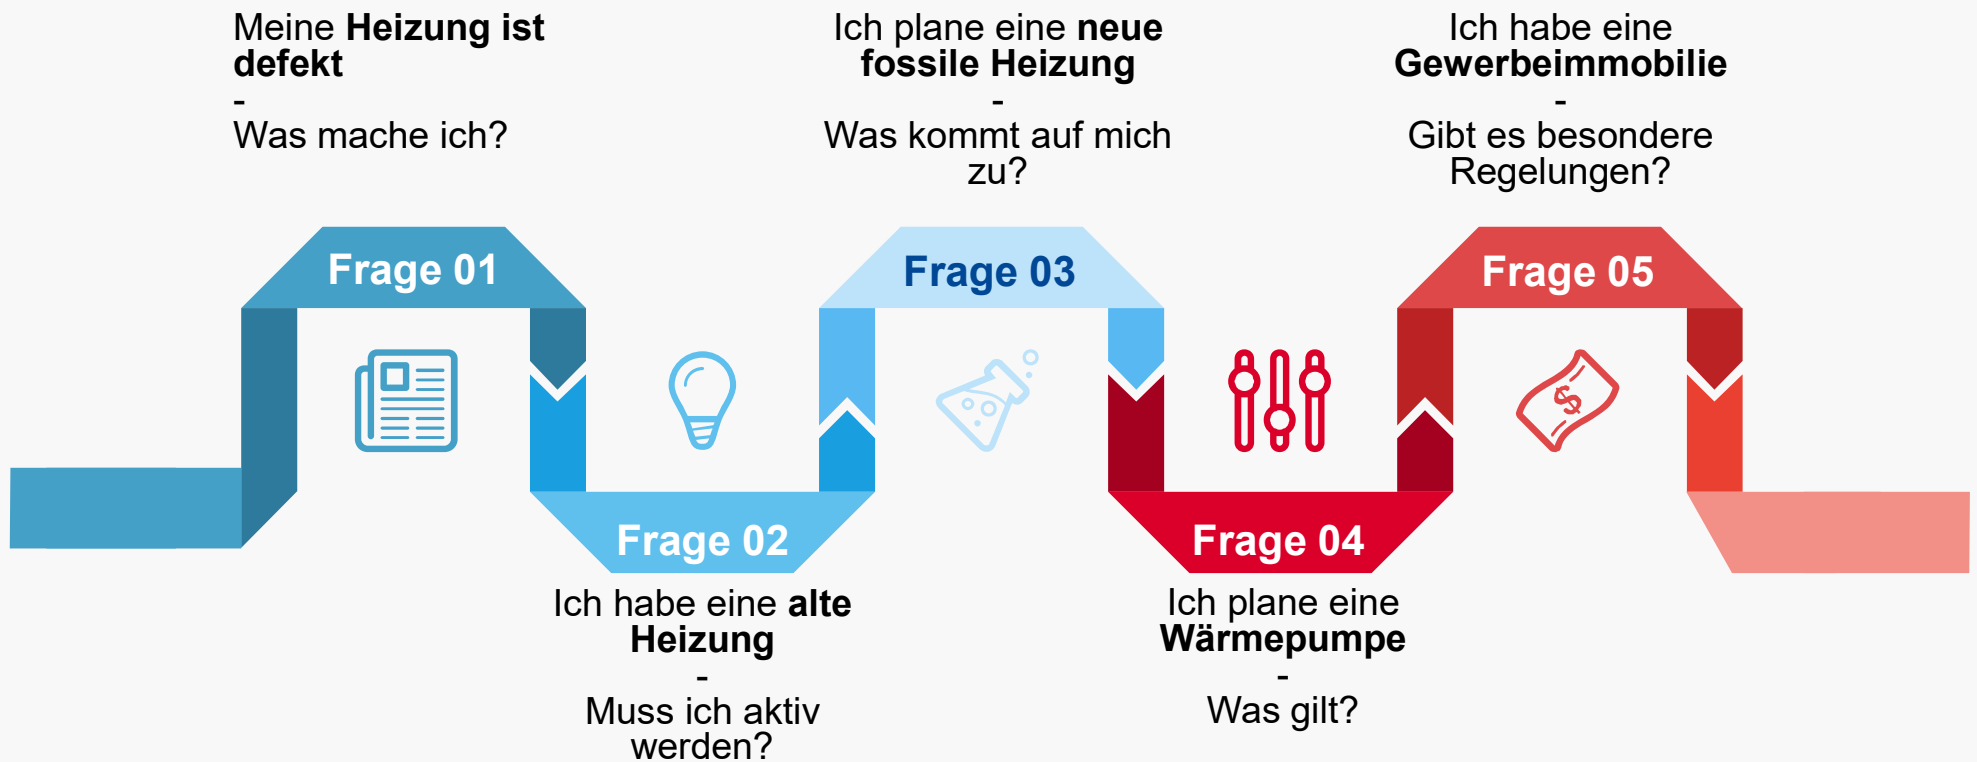 Meine Heizung ist
defekt
-
Was mache ich?
Frage 01
Frage 02
Ich habe eine alte
Heizung
-
Muss ich aktiv
werden?
Ich plane eine neue
fossile Heizung
-
Was kommt auf mich
zu?
Frage 03
Frage 04
Ich plane eine
Wärmepumpe
-
Was gilt?
Ich habe eine
Gewerbeimmobilie
-
Gibt es besondere
Regelungen?
Frage 05
$